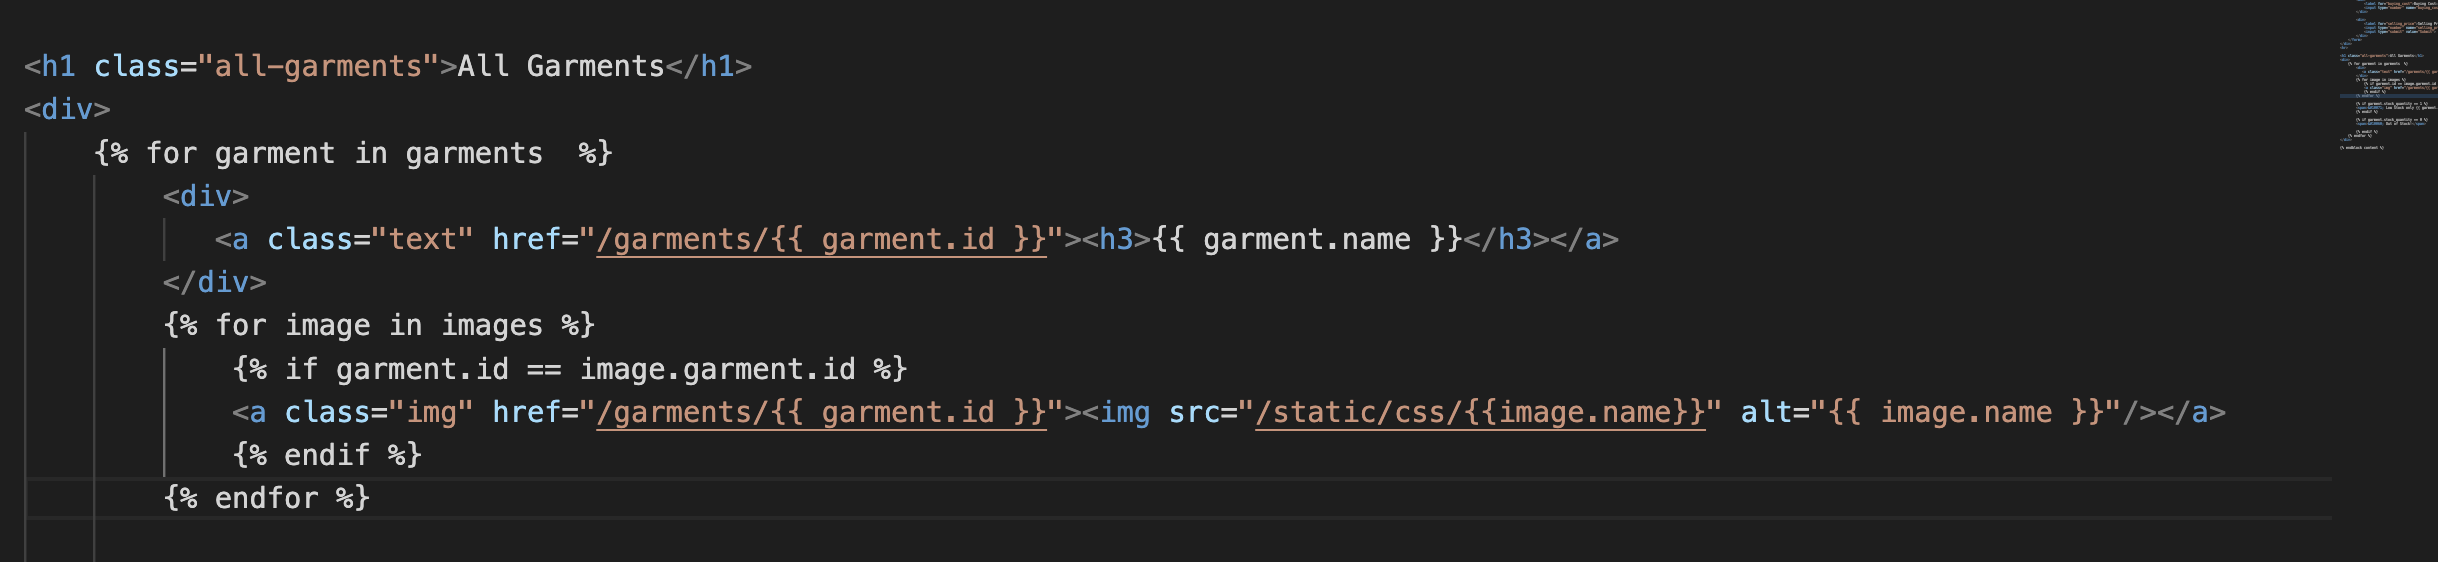 <h1 class="all-garments">All Garments</h1>
<div>
{% for garment in garments  %}
<div>
<a class="text" href="/garments/{{ garment.id }}"><h3>{{ garment.name }}</h3></a>
</div>
{% for image in images %}
{% if garment.id == image.garment.id %}
<a class="img" href="/garments/{{ garment.id }}"><img src="/static/css/{{image.name}}" alt="{{ image.name }}"/></a>
{% endif %}
{% endfor %}